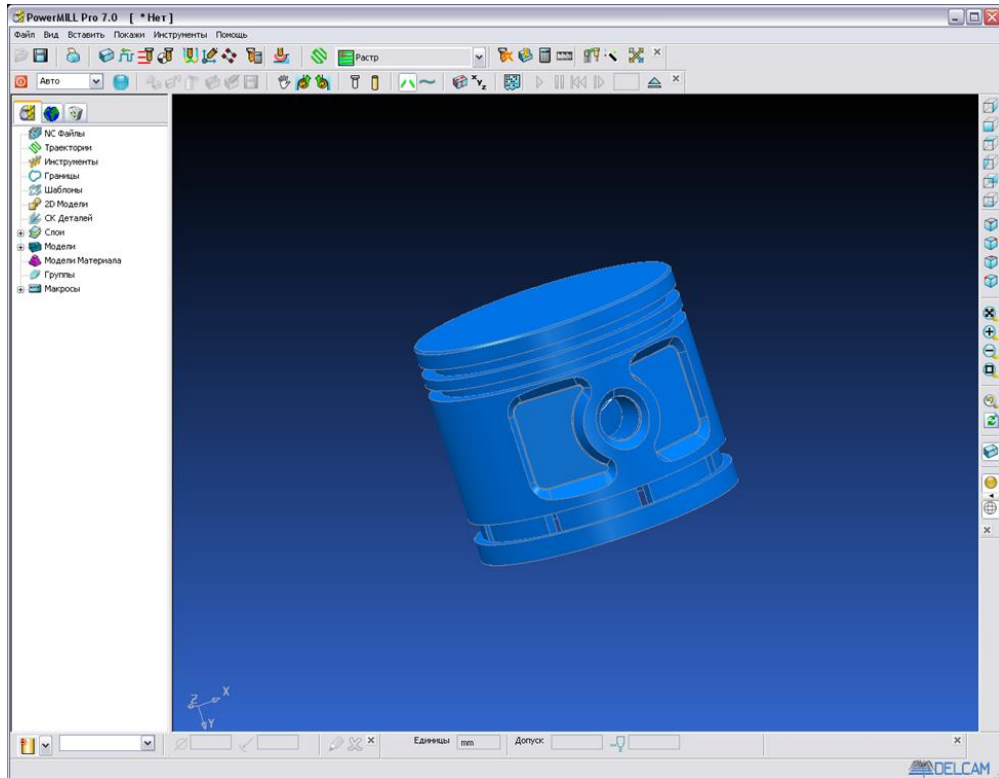 PowerMILL Pro 7.0 [ *Нет ]
Файл Вид Вставить Покажи Инструменты Помощь
Растр
Авто
NC Файлы
Траектории
Инструменты
Границы
Шаблоны
2D Модели
СК Деталей
Слои
Модели
Модели Материала
Группы
Макросы
Z X
Y
Единицы mm Допуск
DELCAM